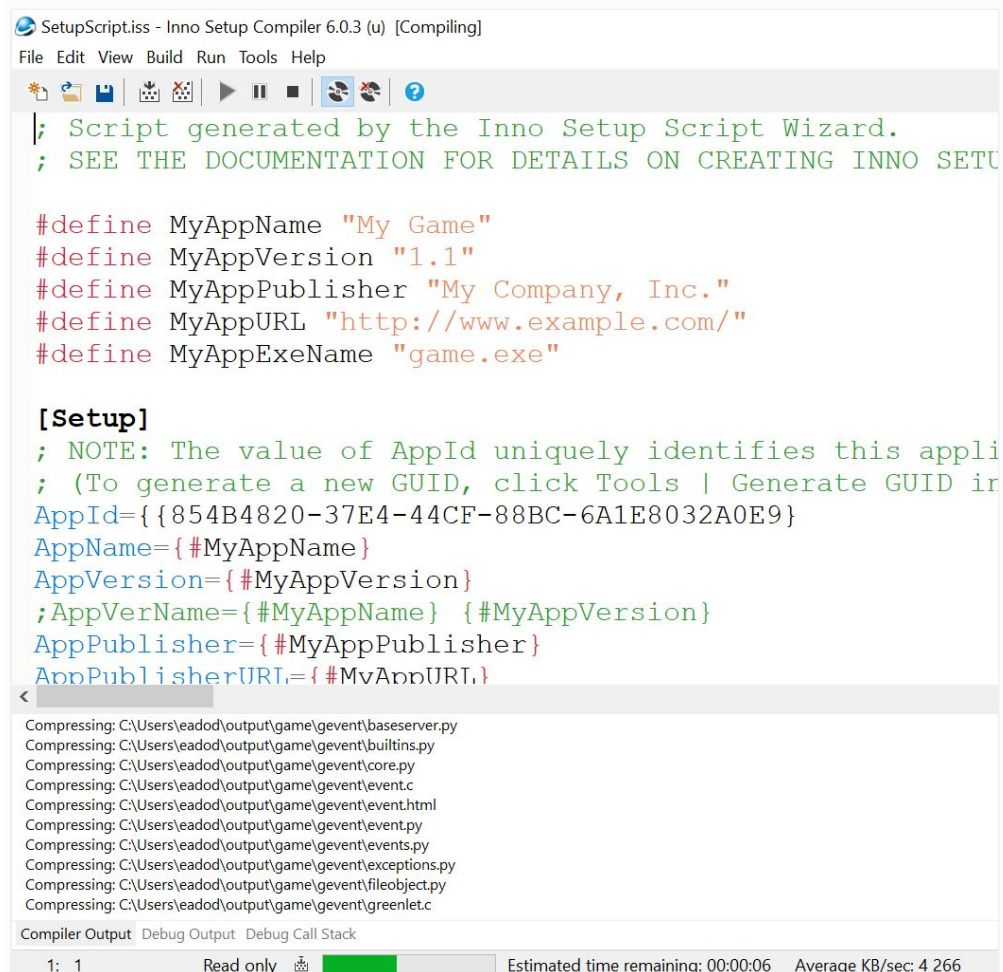 SetupScript.iss - Inno Setup Compiler 6.0.3 (u)  [Compiling]
File Edit View Build Run Tools Help
; Script generated by the Inno Setup Script Wizard.
; SEE THE DOCUMENTATION FOR DETAILS ON CREATING INNO SETU
#define MyAppName "My Game"
#define MyAppVersion "1.1"
#define MyAppPublisher "My Company, Inc."
#define MyAppURL "http://www.example.com/"
#define MyAppExeName "game.exe"
[Setup]
; NOTE: The value of AppId uniquely identifies this appli
; (To generate a new GUID, click Tools | Generate GUID in
AppId={{854B4820-37E4-44CF-88BC-6A1E8032A0E9}
AppName={#MyAppName}
AppVersion={#MyAppVersion}
;AppVerName={#MyAppName} {#MyAppVersion}
AppPublisher={#MyAppPublisher}
AppPublisherURL={#MyAppURL}
Compressing: C:\Users\eadod\output\game\gevent\baseserver.py
Compressing: C:\Users\eadod\output\game\gevent\builtins.py
Compressing: C:\Users\eadod\output\game\gevent\core.py
Compressing: C:\Users\eadod\output\game\gevent\event.c
Compressing: C:\Users\eadod\output\game\gevent\event.html
Compressing: C:\Users\eadod\output\game\gevent\event.py
Compressing: C:\Users\eadod\output\game\gevent\events.py
Compressing: C:\Users\eadod\output\game\gevent\exceptions.py
Compressing: C:\Users\eadod\output\game\gevent\fileobject.py
Compressing: C:\Users\eadod\output\game\gevent\greenlet.c
Compiler Output Debug Output Debug Call Stack
1: 1 Read only Estimated time remaining: 00:00:06 Average KB/sec: 4 266